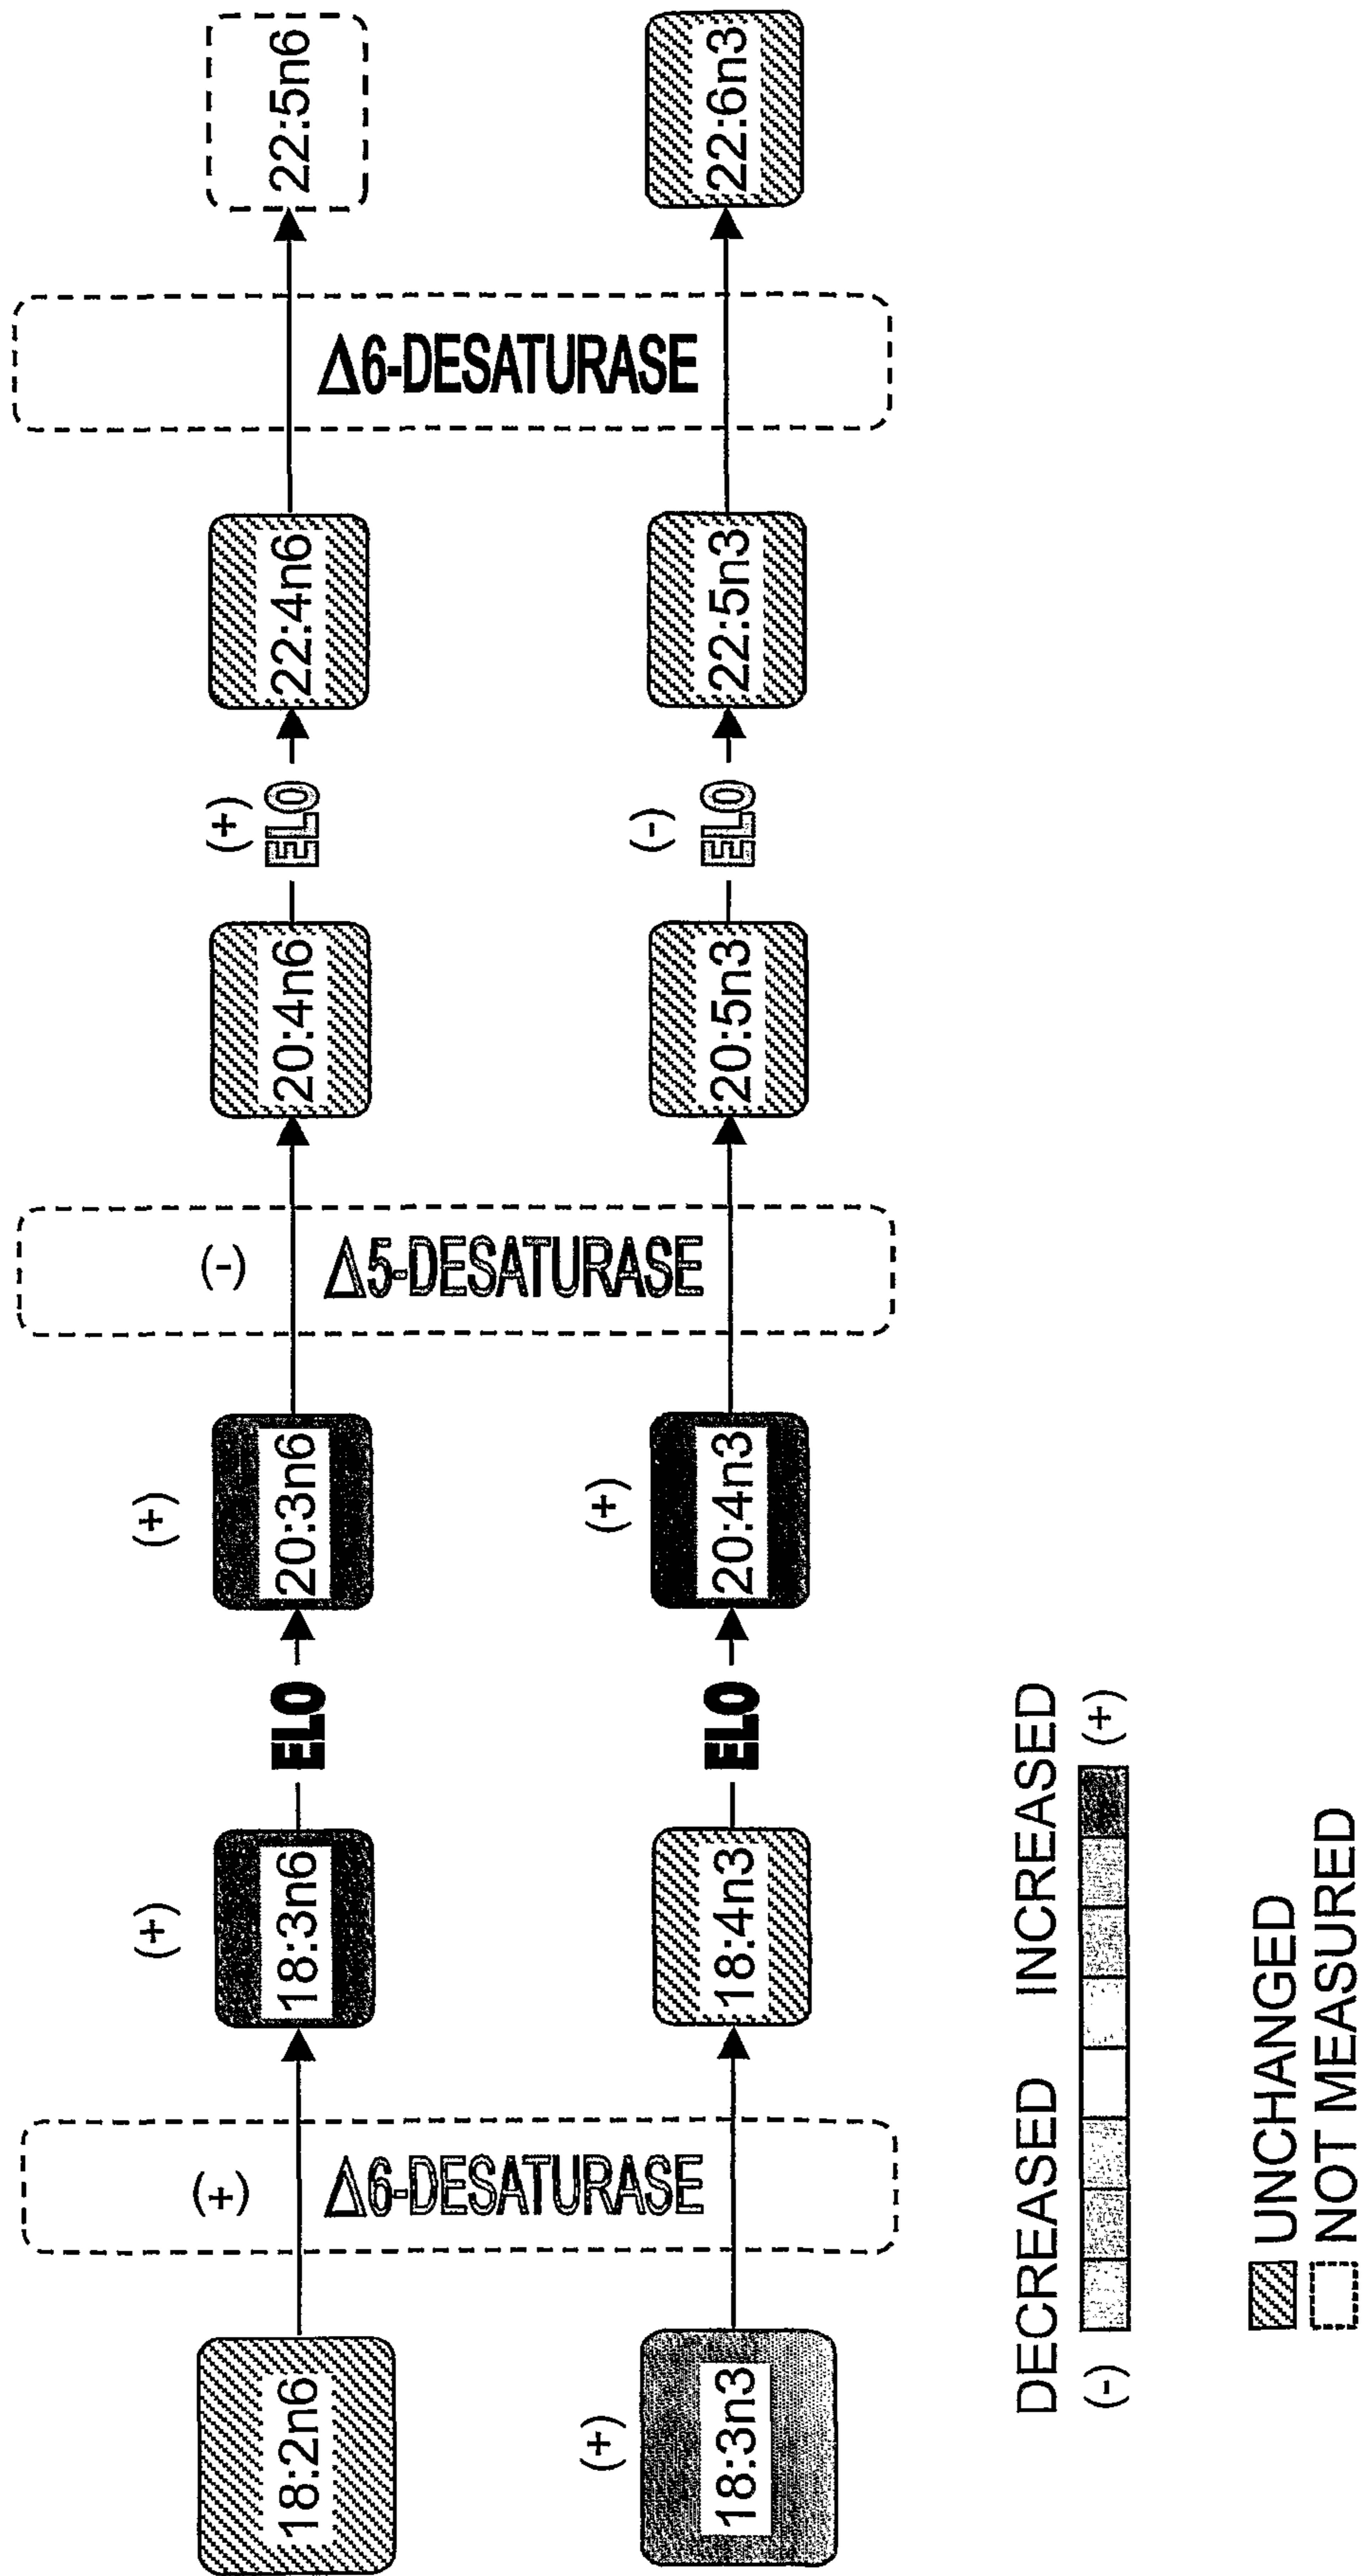 18:2n6
(+)
18:3n6
ELO
(+)
20:3n6
20:4n6
(+)
ELO
22:4n6
22:5n6
(+)
Δ6-DESATURASE
(-)
Δ5-DESATURASE
Δ6-DESATURASE
(+)
18:3n3
18:4n3
ELO
(+)
20:4n3
20:5n3
(-)
ELO
22:5n3
22:6n3
DECREASED INCREASED
(-) (+)
UNCHANGED
NOT MEASURED